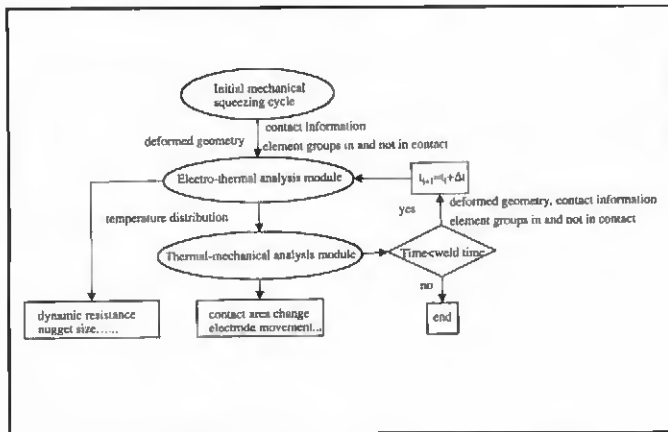 Initial mechanical
squeezing cycle
contact Information
deformed geometry
element groups in and not in contact
Electro-thermal analysis module
tᵢ₊₁=tᵢ+Δt
deformed geometry, contact information
yes
element groups in and not in contact
temperature distribution
Thermal-mechanical analysis module
Time<weld time
no
dynamic resistance
nugget size......
contact area change
electrode movement...
end